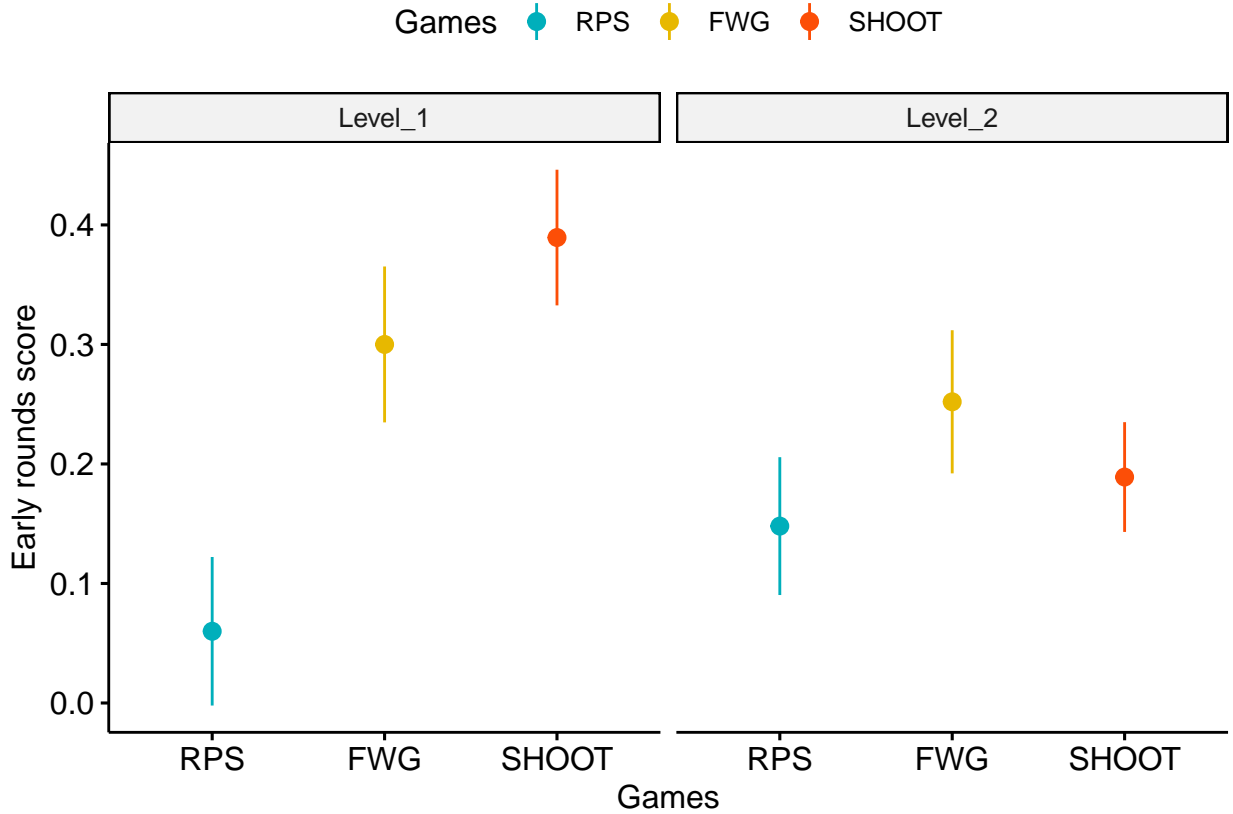 Games RPS FWG SHOOT
Level_1 Level_2
Early rounds score
0.4
0.3
0.2
0.1
0.0
RPS FWG SHOOT RPS FWG SHOOT
Games